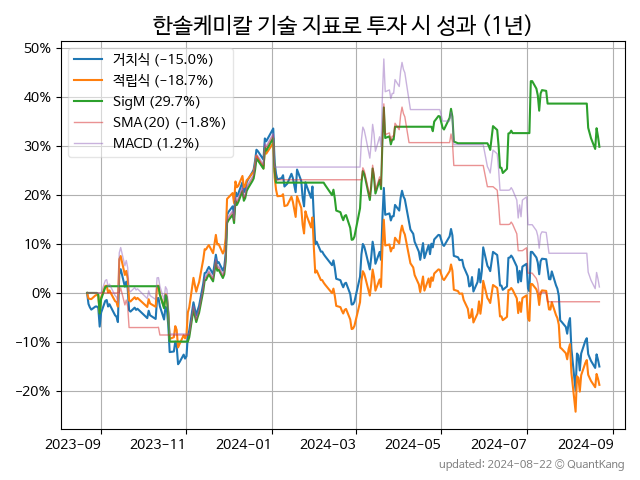 한솔케미칼 기술 지표로 투자 시 성과 (1년)
거치식 (−15.0%)
적립식 (−18.7%)
SigM (29.7%)
SMA(20) (−1.8%)
MACD (1.2%)
50%
40%
30%
20%
10%
0%
−10%
−20%
2023-09
2023-11
2024-01
2024-03
2024-05
2024-07
2024-09
updated: 2024-08-22 © QuantKang